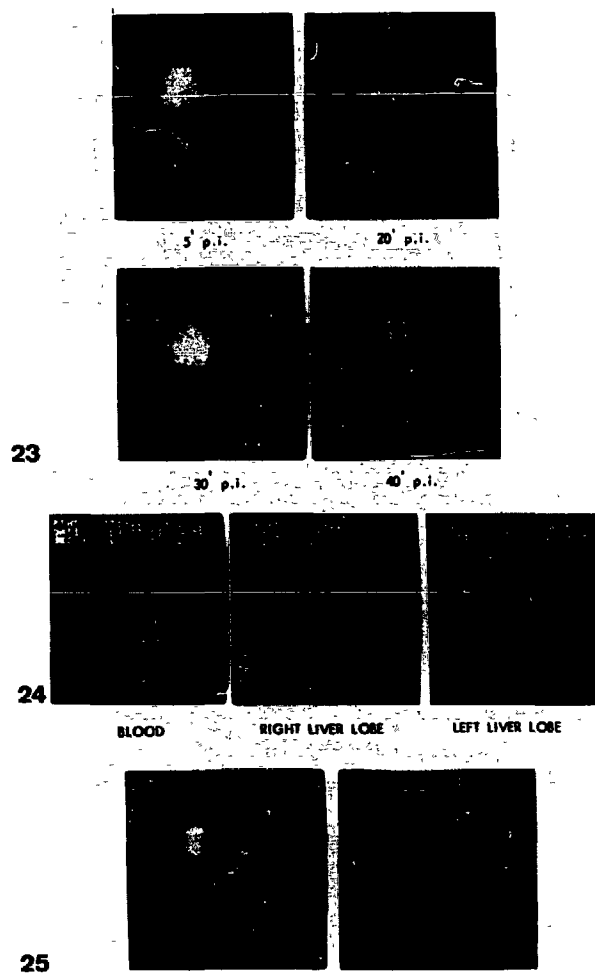 5' p.i. 20' p.i.
23
30' p.i. 40' p.i.
24
BLOOD RIGHT LIVER LOBE LEFT LIVER LOBE
25